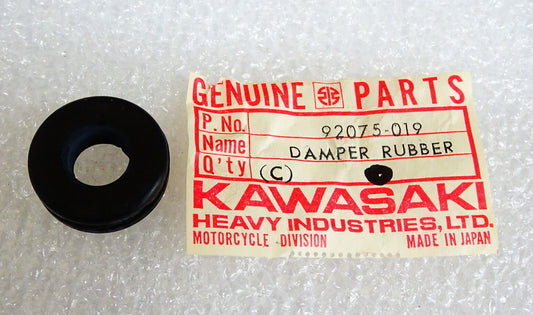 GENUINE PARTS
P. No. 92075-019
Name DAMPER RUBBER
Q'ty (C)
KAWASAKI
HEAVY INDUSTRIES, LTD.
MOTORCYCLE DIVISION MADE IN JAPAN